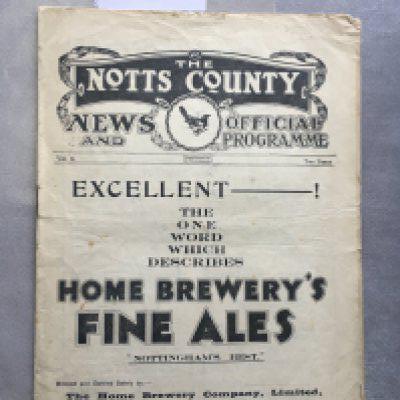 THE
NOTTS COUNTY
NEWS OFFICIAL
AND PROGRAMME
EXCELLENT———!
THE
ONE
WORD
WHICH
DESCRIBES
HOME BREWERY'S
FINE ALES
"NOTTINGHAM'S BEST."
The Home Brewery Company, Limited,